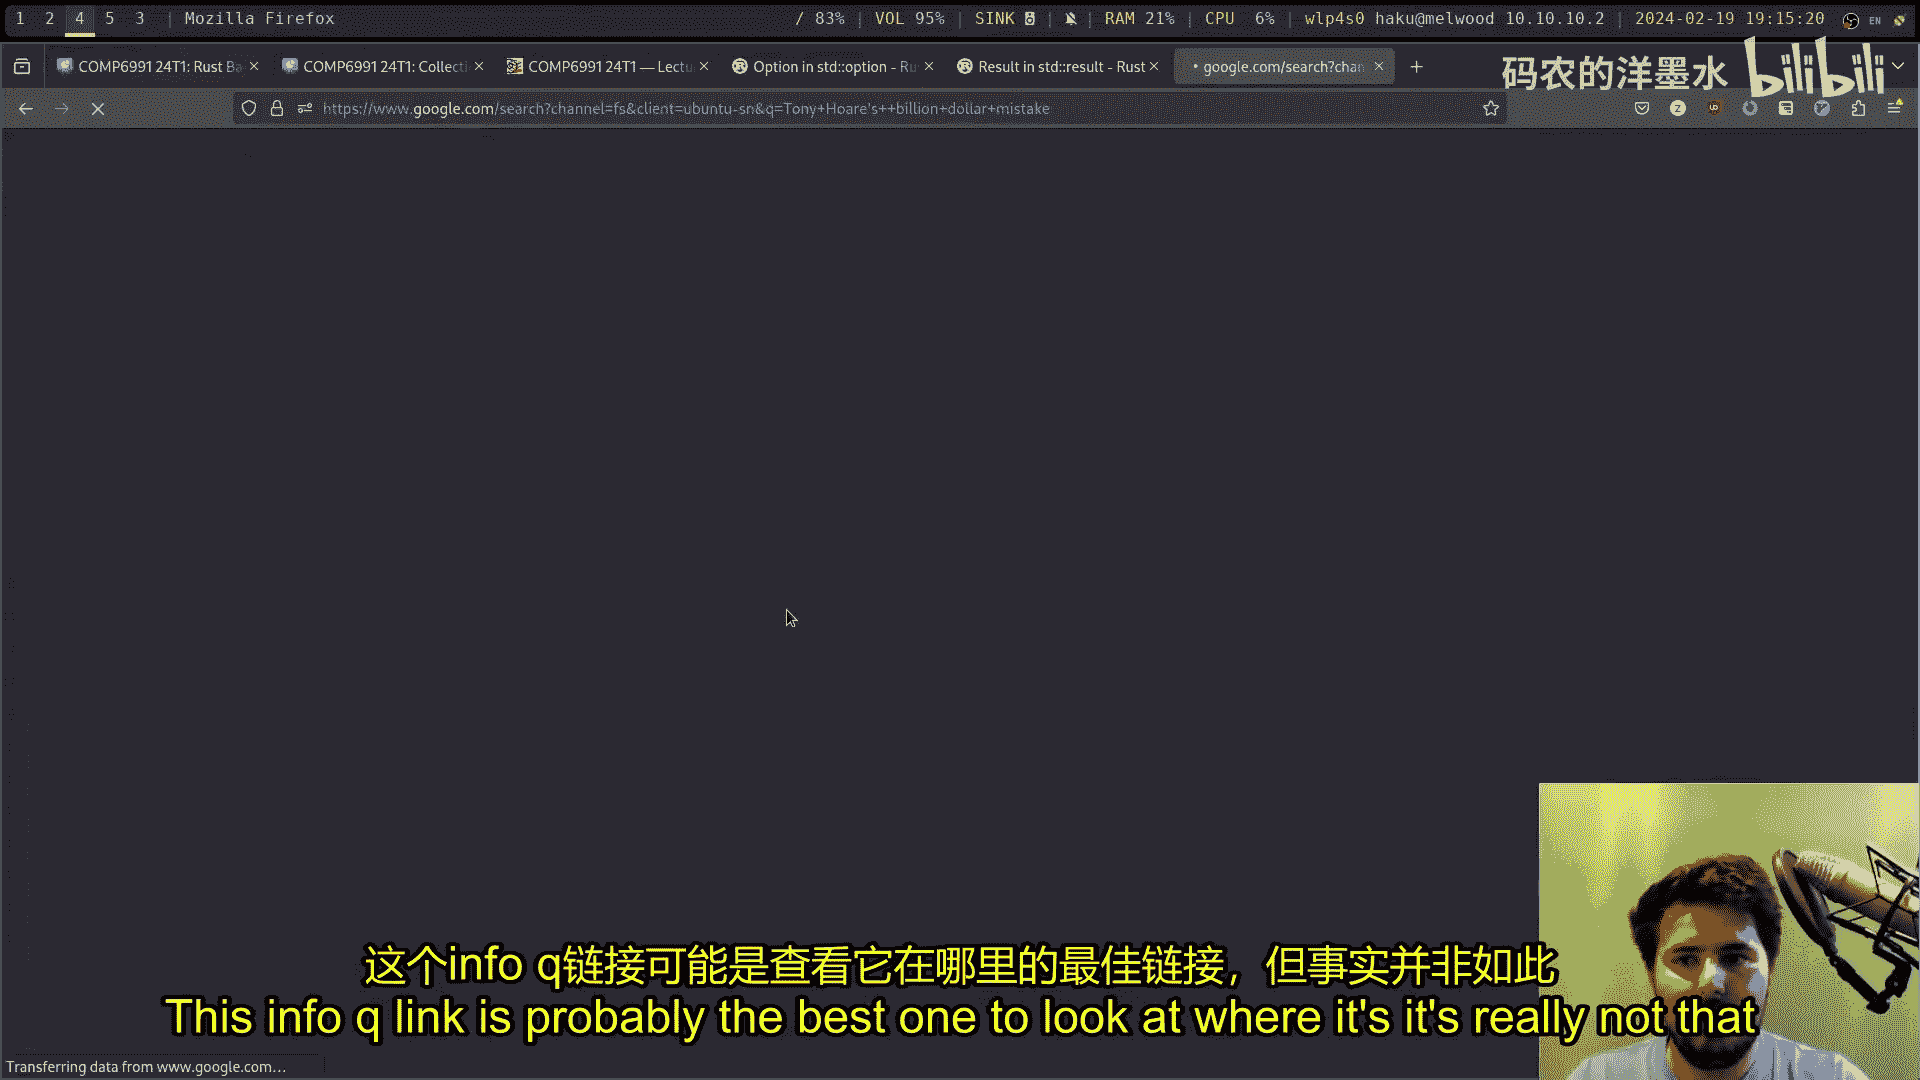 1 2 4 5 3 | Mozilla Firefox / 83% | VOL 95% | SINK | | RAM 21% | CPU 6% | wlp4s0 haku@melwood 10.10.10.2 | 2024-02-19 19:15:20 EN
COMP6991 24T1: Rust Ba COMP6991 24T1: Collecti COMP6991 24T1 — Lectu Option in std::option - Ru Result in std::result - Rust google.com/search?chan
码农的洋墨水 bilibili
https://www.google.com/search?channel=fs&client=ubuntu-sn&q=Tony+Hoare's++billion+dollar+mistake
这个info q链接可能是查看它在哪里的最佳链接，但事实并非如此
This info q link is probably the best one to look at where it's it's really not that
Transferring data from www.google.com…